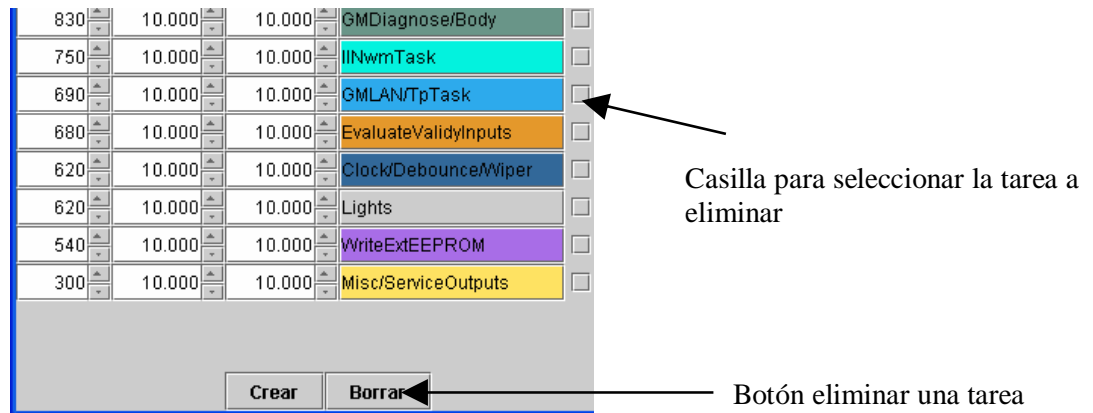 830 10.000 10.000 GMDiagnose/Body
750 10.000 10.000 IINwmTask
690 10.000 10.000 GMLAN/TpTask
680 10.000 10.000 EvaluateValidyInputs
620 10.000 10.000 Clock/Debounce/Wiper
620 10.000 10.000 Lights
540 10.000 10.000 WriteExtEEPROM
300 10.000 10.000 Misc/ServiceOutputs
Casilla para seleccionar la tarea a
eliminar
Crear Borrar
Botón eliminar una tarea